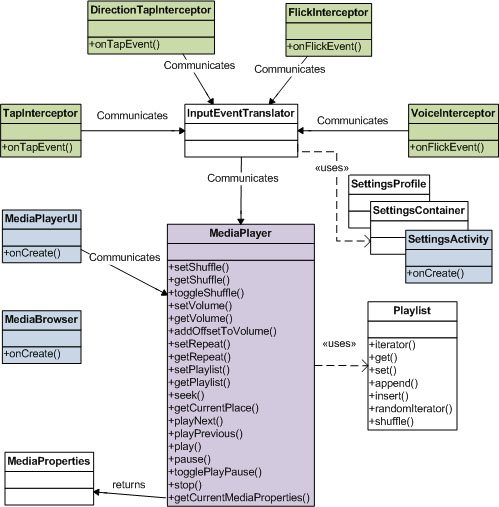 DirectionTapInterceptor
+onTapEvent()
FlickInterceptor
+onFlickEvent()
Communicates
Communicates
TapInterceptor
+onTapEvent()
Communicates
InputEventTranslator
Communicates
VoiceInterceptor
+onFlickEvent()
Communicates
«uses»
SettingsProfile
SettingsContainer
SettingsActivity
+onCreate()
MediaPlayerUI
+onCreate()
Communicates
MediaBrowser
+onCreate()
MediaPlayer
+setShuffle()
+getShuffle()
+toggleShuffle()
+setVolume()
+getVolume()
+addOffsetToVolume()
+setRepeat()
+getRepeat()
+setPlaylist()
+getPlaylist()
+seek()
+getCurrentPlace()
+playNext()
+playPrevious()
+play()
+pause()
+togglePlayPause()
+stop()
+getCurrentMediaProperties()
«uses»
Playlist
+iterator()
+get()
+set()
+append()
+insert()
+randomIterator()
+shuffle()
MediaProperties
returns